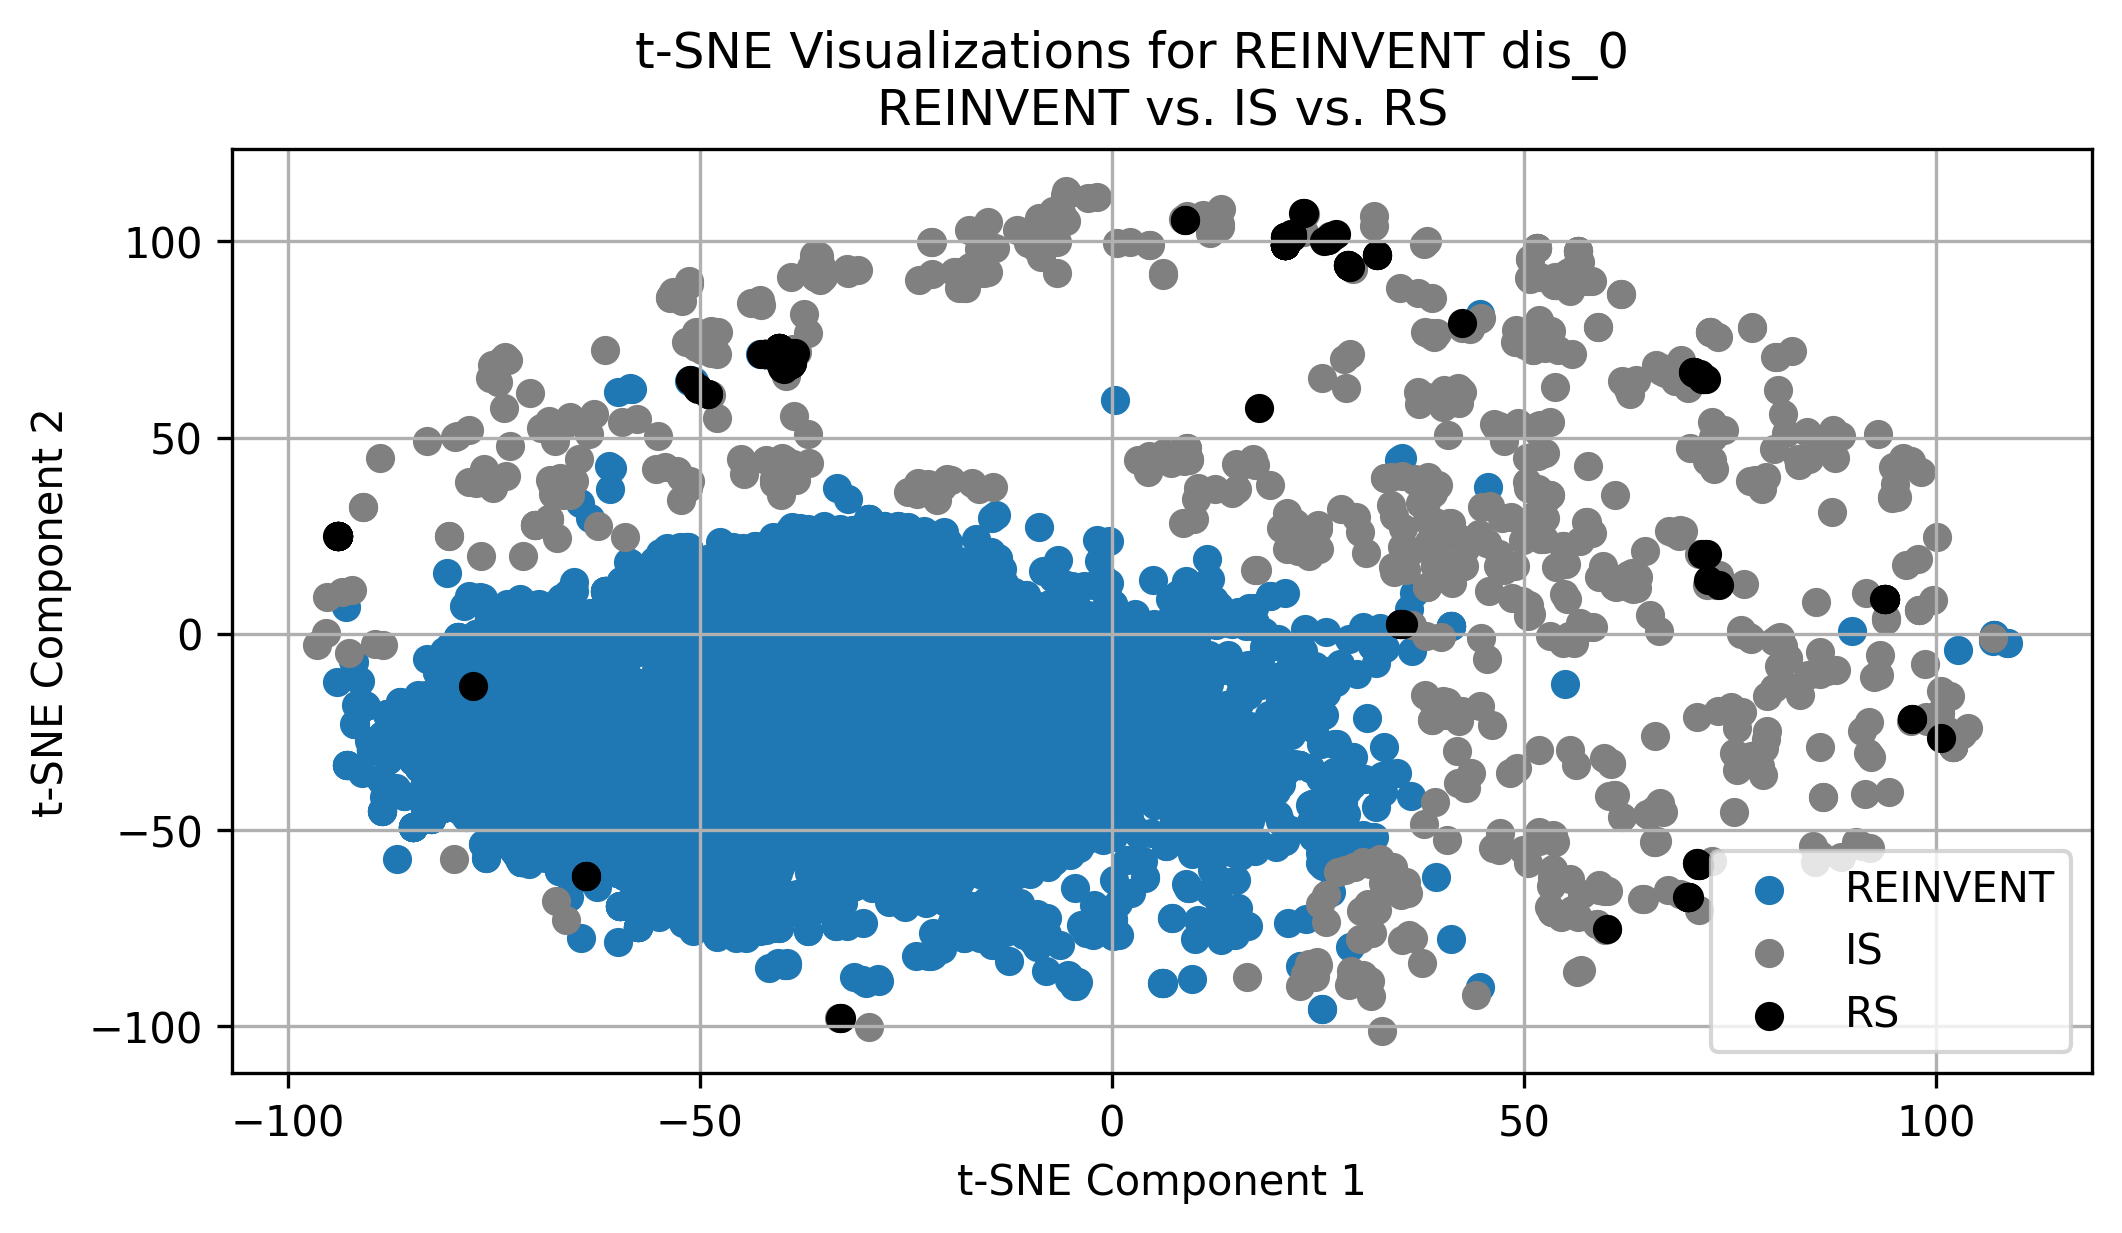 t-SNE Visualizations for REINVENT dis_0
REINVENT vs. IS vs. RS
t-SNE Component 2
100
50
0
−50
−100
REINVENT
IS
RS
−100
−50
0
50
100
t-SNE Component 1